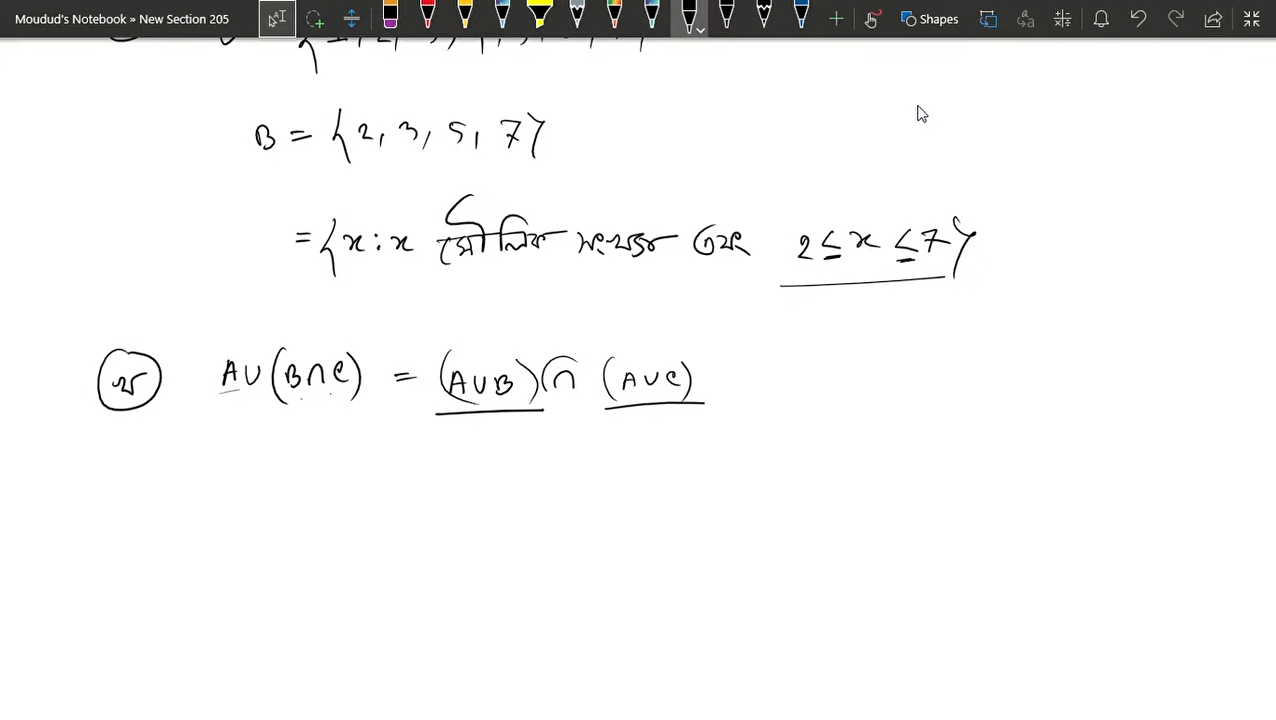 Moudud's Notebook » New Section 205
Shapes
B = {2, 3, 5, 7}
= {x : x মৌলিক সংখ্যা এবং 2 ≤ x ≤ 7}
খ A∪(B∩C) = (A∪B)∩(A∪C)